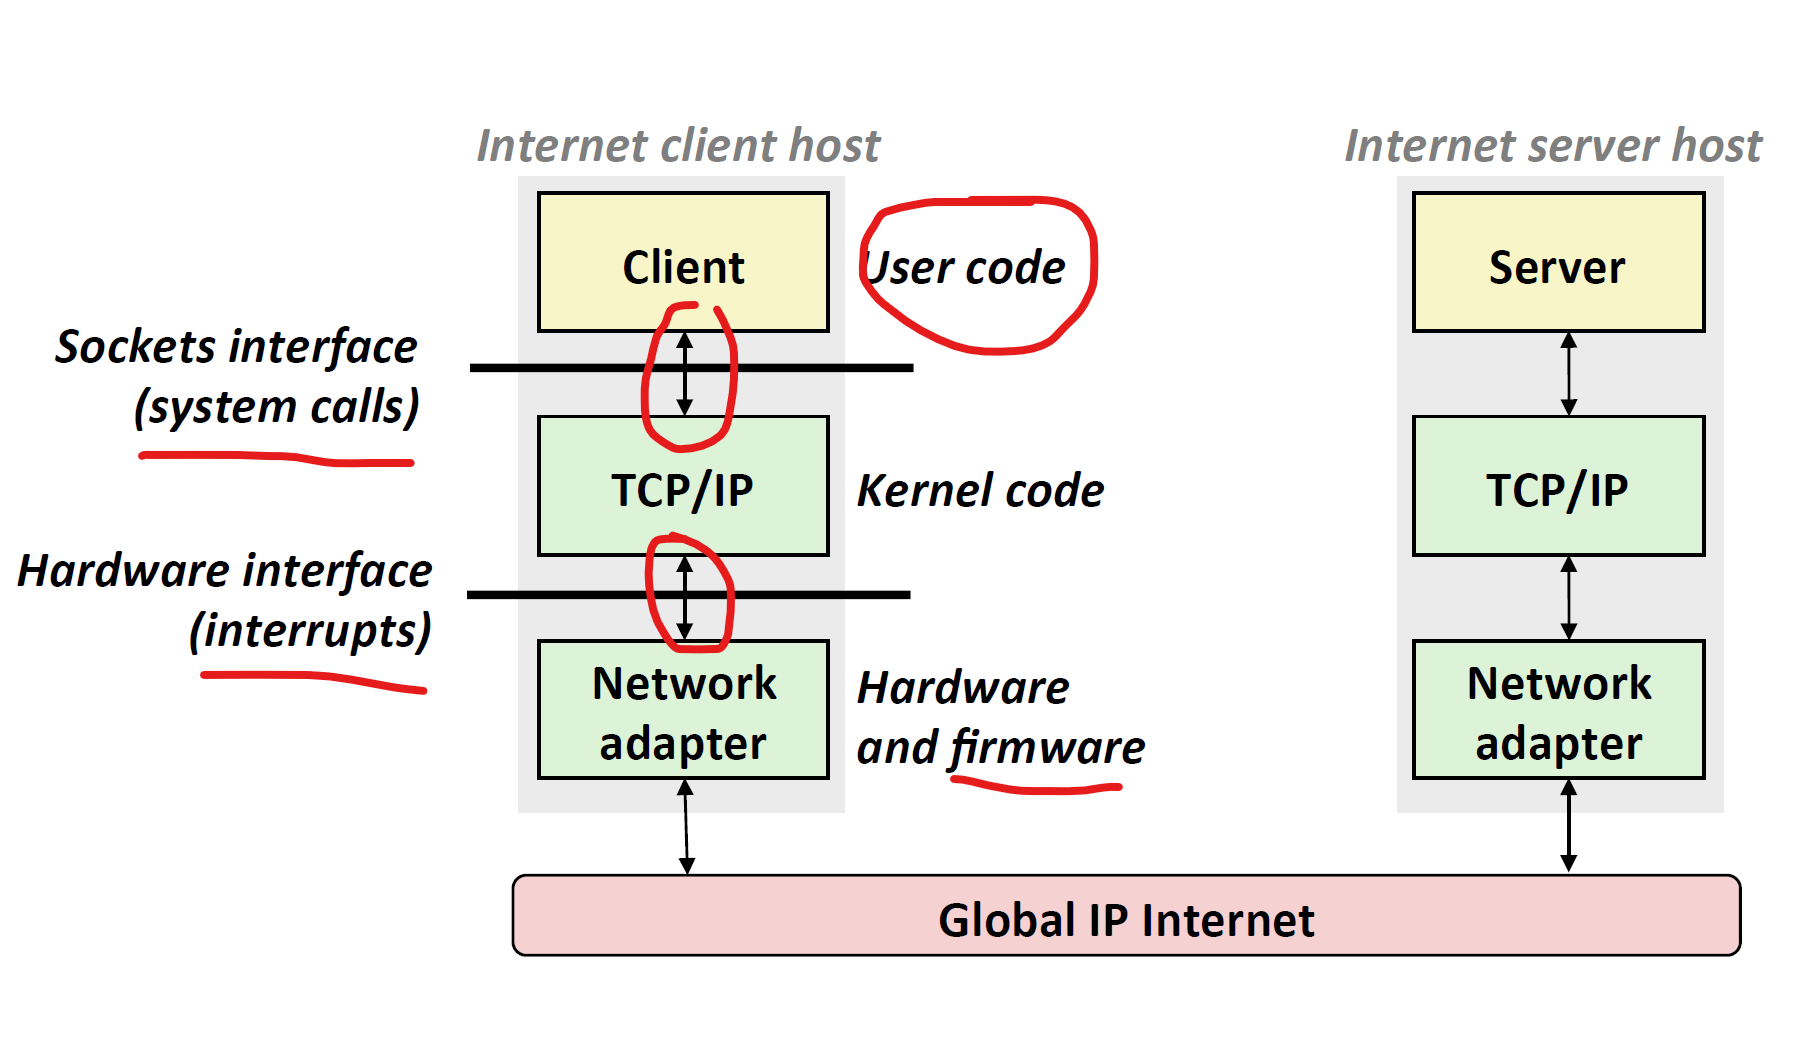 Internet client host
Internet server host
Client
User code
Server
Sockets interface
(system calls)
TCP/IP
Kernel code
TCP/IP
Hardware interface
(interrupts)
Network
adapter
Hardware
and firmware
Network
adapter
Global IP Internet